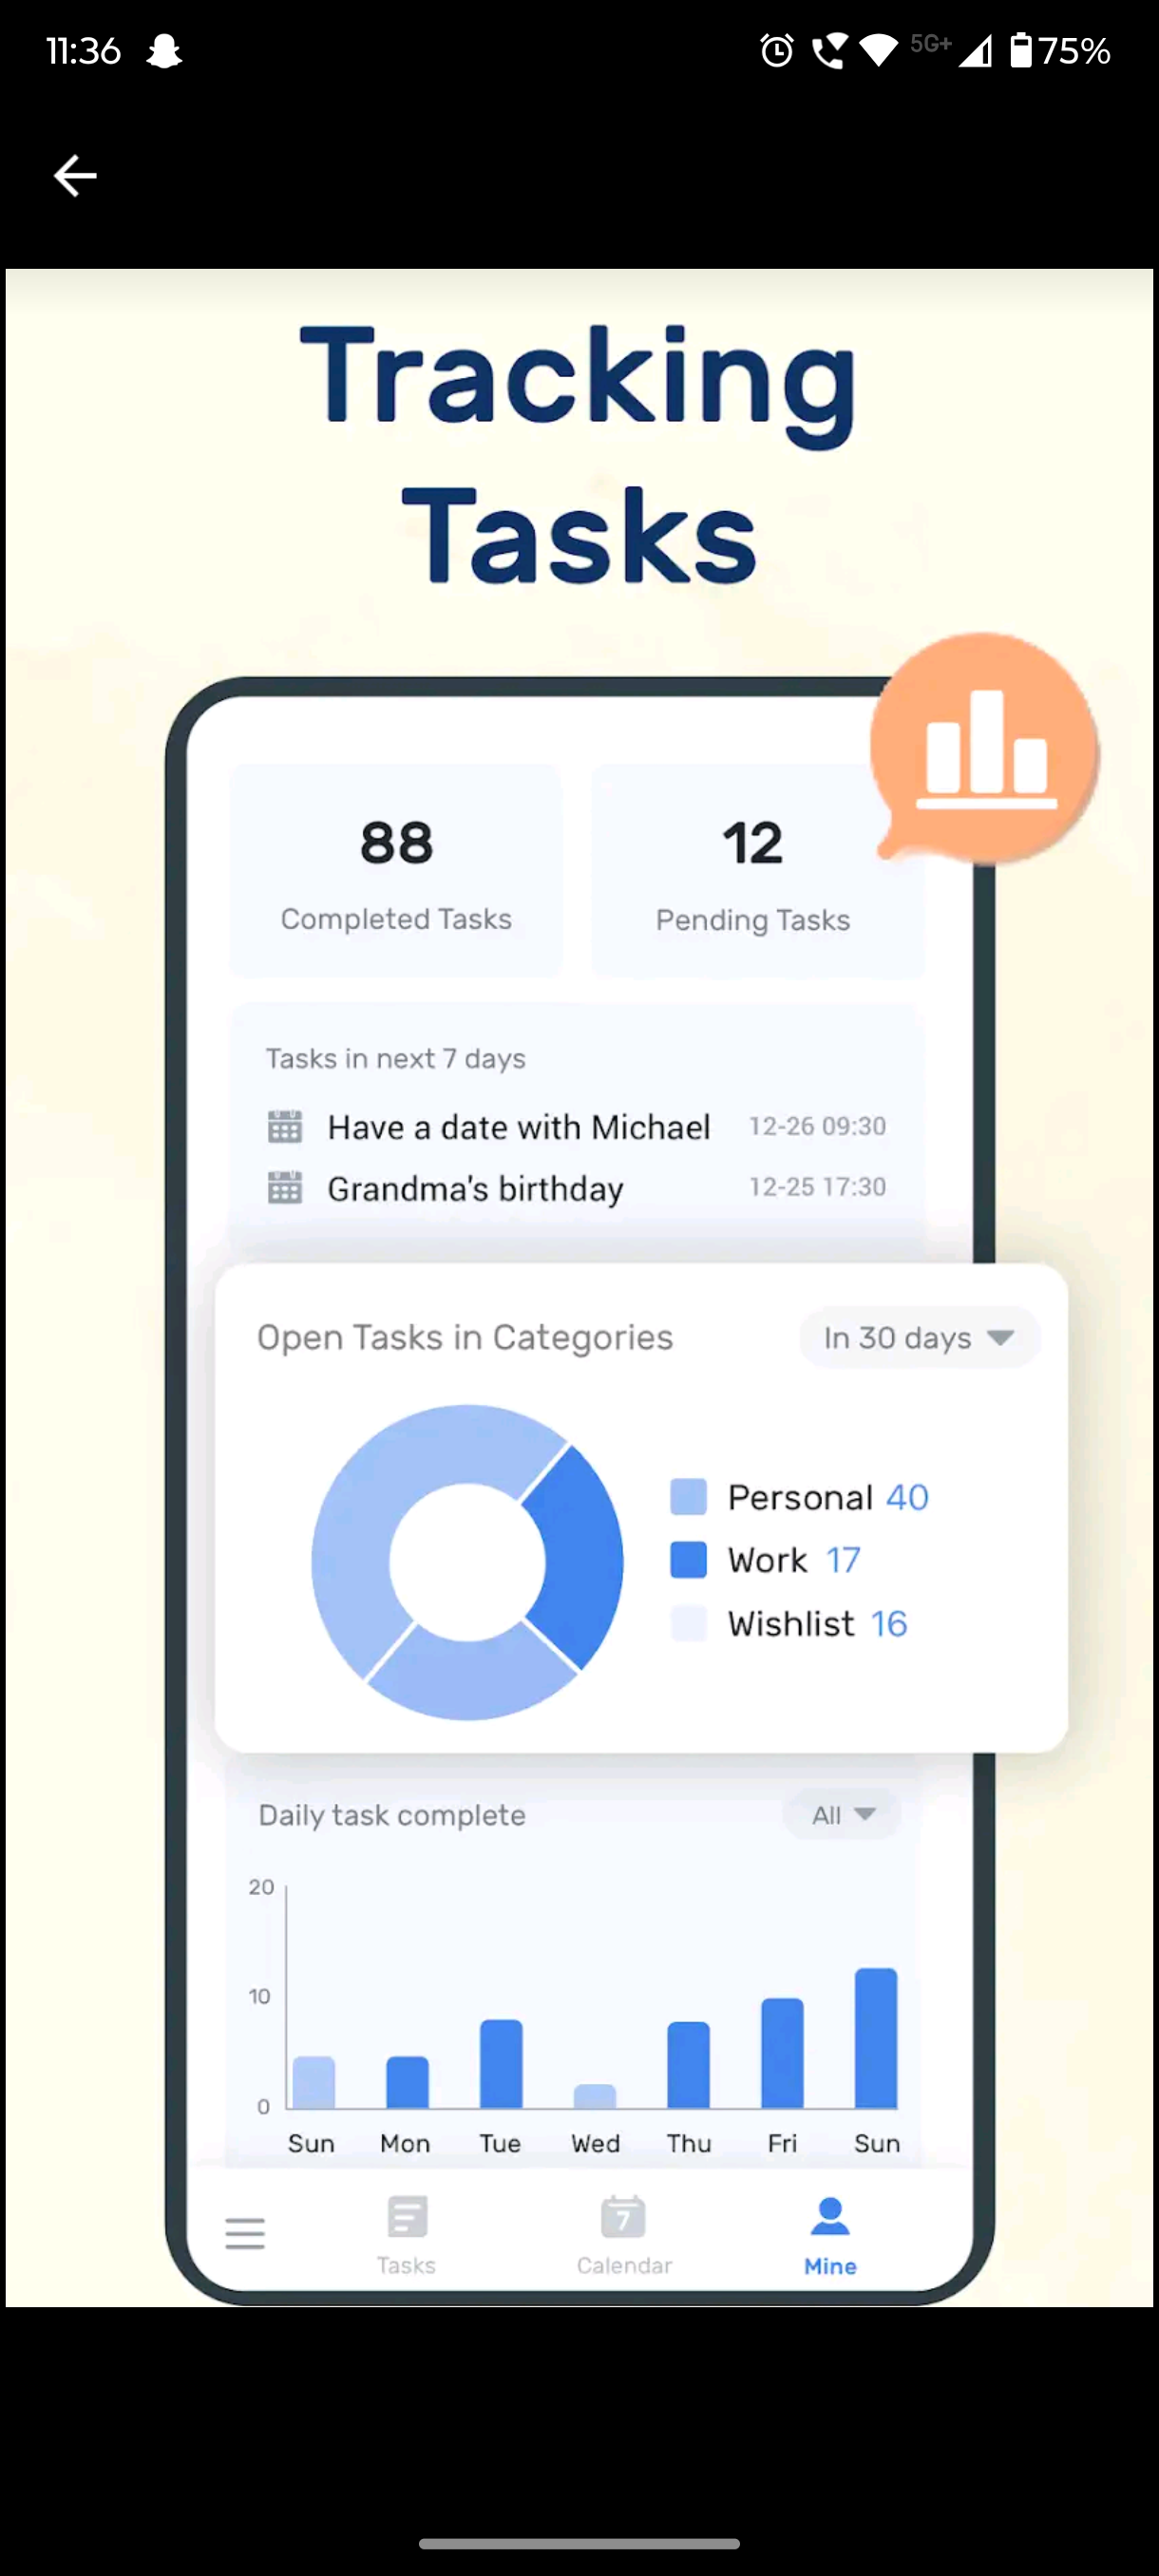 11:36
5G+
75%
Tracking
Tasks
88
Completed Tasks
12
Pending Tasks
Tasks in next 7 days
Have a date with Michael 12-26 09:30
Grandma's birthday 12-25 17:30
Open Tasks in Categories
In 30 days
Personal 40
Work 17
Wishlist 16
Daily task complete
All
20
10
0
Sun Mon Tue Wed Thu Fri Sun
Tasks
7
Calendar
Mine